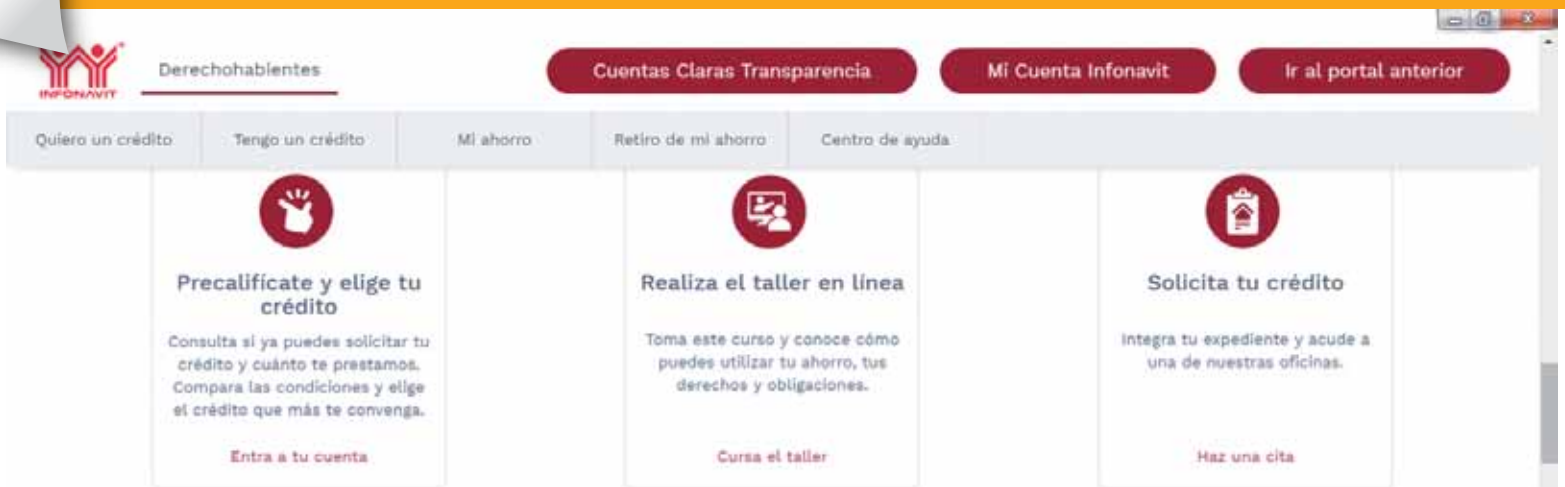 INFONAVIT
Derechohabientes
Cuentas Claras Transparencia
Mi Cuenta Infonavit
Ir al portal anterior
Quiero un crédito
Tengo un crédito
Mi ahorro
Retiro de mi ahorro
Centro de ayuda
Precalifícate y elige tu
crédito
Consulta si ya puedes solicitar tu
crédito y cuánto te prestamos.
Compara las condiciones y elige
el crédito que más te convenga.
Entra a tu cuenta
Realiza el taller en línea
Toma este curso y conoce cómo
puedes utilizar tu ahorro, tus
derechos y obligaciones.
Cursa el taller
Solicita tu crédito
Integra tu expediente y acude a
una de nuestras oficinas.
Haz una cita